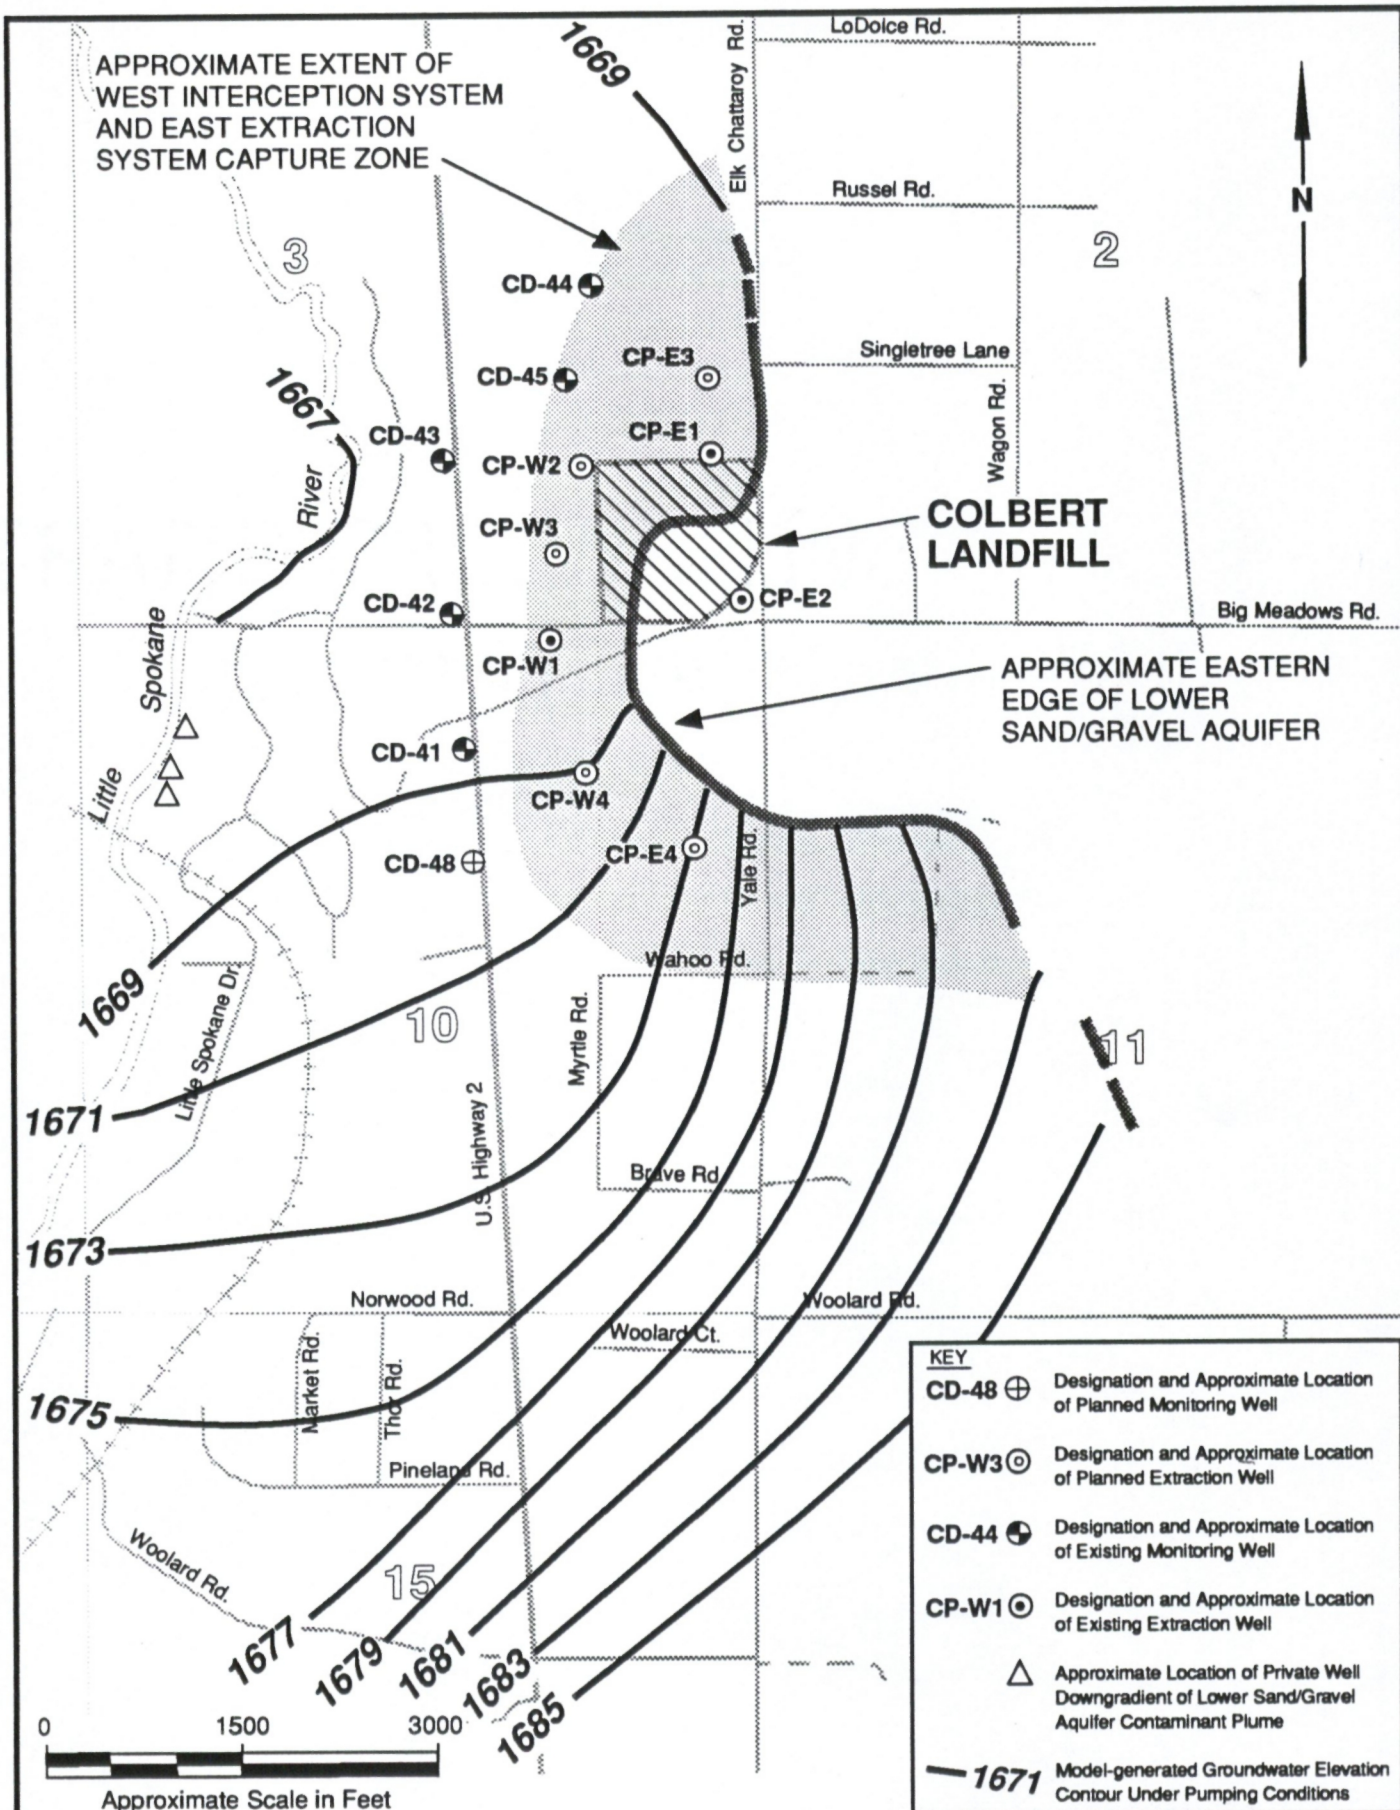 LoDolce Rd.
1669
Elk Chattaroy Rd.
APPROXIMATE EXTENT OF
WEST INTERCEPTION SYSTEM
AND EAST EXTRACTION
SYSTEM CAPTURE ZONE
Russel Rd.
N
3
2
CD-44
Singletree Lane
CP-E3
CD-45
1667
Wagon Rd.
CP-E1
CD-43
CP-W2
River
COLBERT
LANDFILL
CP-W3
CD-42
CP-E2
Big Meadows Rd.
CP-W1
Spokane
APPROXIMATE EASTERN
EDGE OF LOWER
SAND/GRAVEL AQUIFER
CD-41
Little
CP-W4
CD-48
CP-E4
Yale Rd.
Wahoo Rd.
1669
Little Spokane Dr.
10
Myrtle Rd.
11
1671
U.S. Highway 2
Brave Rd
1673
Norwood Rd.
Woolard Rd.
Woolard Ct.
Market Rd.
Thor Rd.
1675
Pinelapp Rd.
Woolard Rd.
15
1677
1679
1681
1683
1685
0 1500 3000
Approximate Scale in Feet
KEY
CD-48 Designation and Approximate Location
of Planned Monitoring Well
CP-W3 Designation and Approximate Location
of Planned Extraction Well
CD-44 Designation and Approximate Location
of Existing Monitoring Well
CP-W1 Designation and Approximate Location
of Existing Extraction Well
Approximate Location of Private Well
Downgradient of Lower Sand/Gravel
Aquifer Contaminant Plume
1671 Model-generated Groundwater Elevation
Contour Under Pumping Conditions